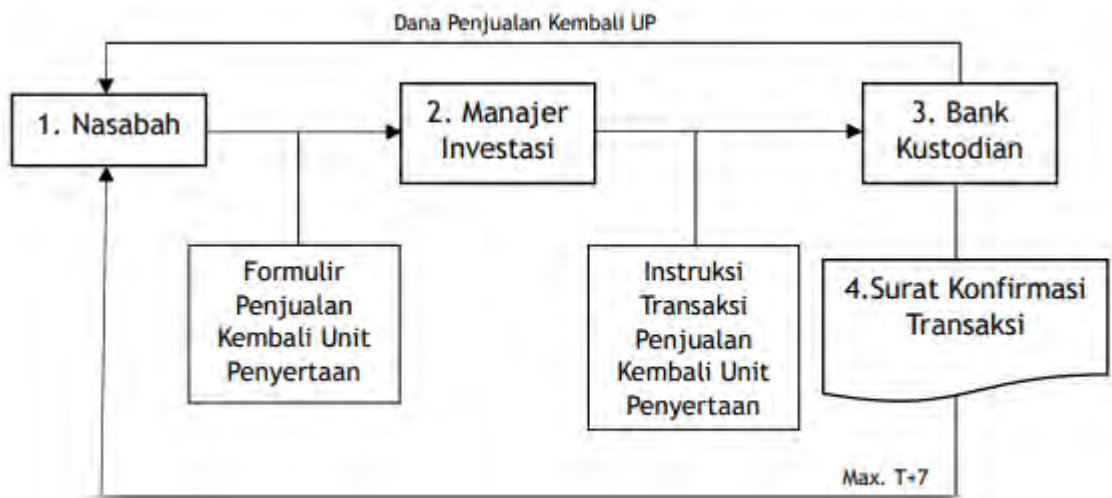 Dana Penjualan Kembali UP
1. Nasabah
2. Manajer
Investasi
3. Bank
Kustodian
Formulir
Penjualan
Kembali Unit
Penyertaan
Instruksi
Transaksi
Penjualan
Kembali Unit
Penyertaan
4.Surat Konfirmasi
Transaksi
Max. T+7